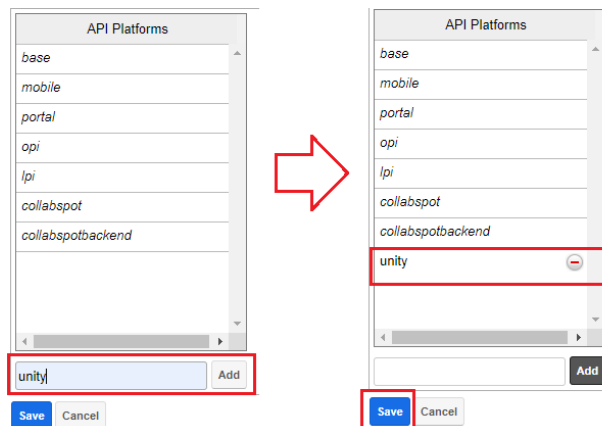 API Platforms
base
mobile
portal
opi
lpi
collabspot
collabspotbackend
unity
Add
Save
Cancel
API Platforms
base
mobile
portal
opi
lpi
collabspot
collabspotbackend
unity
Add
Save
Cancel